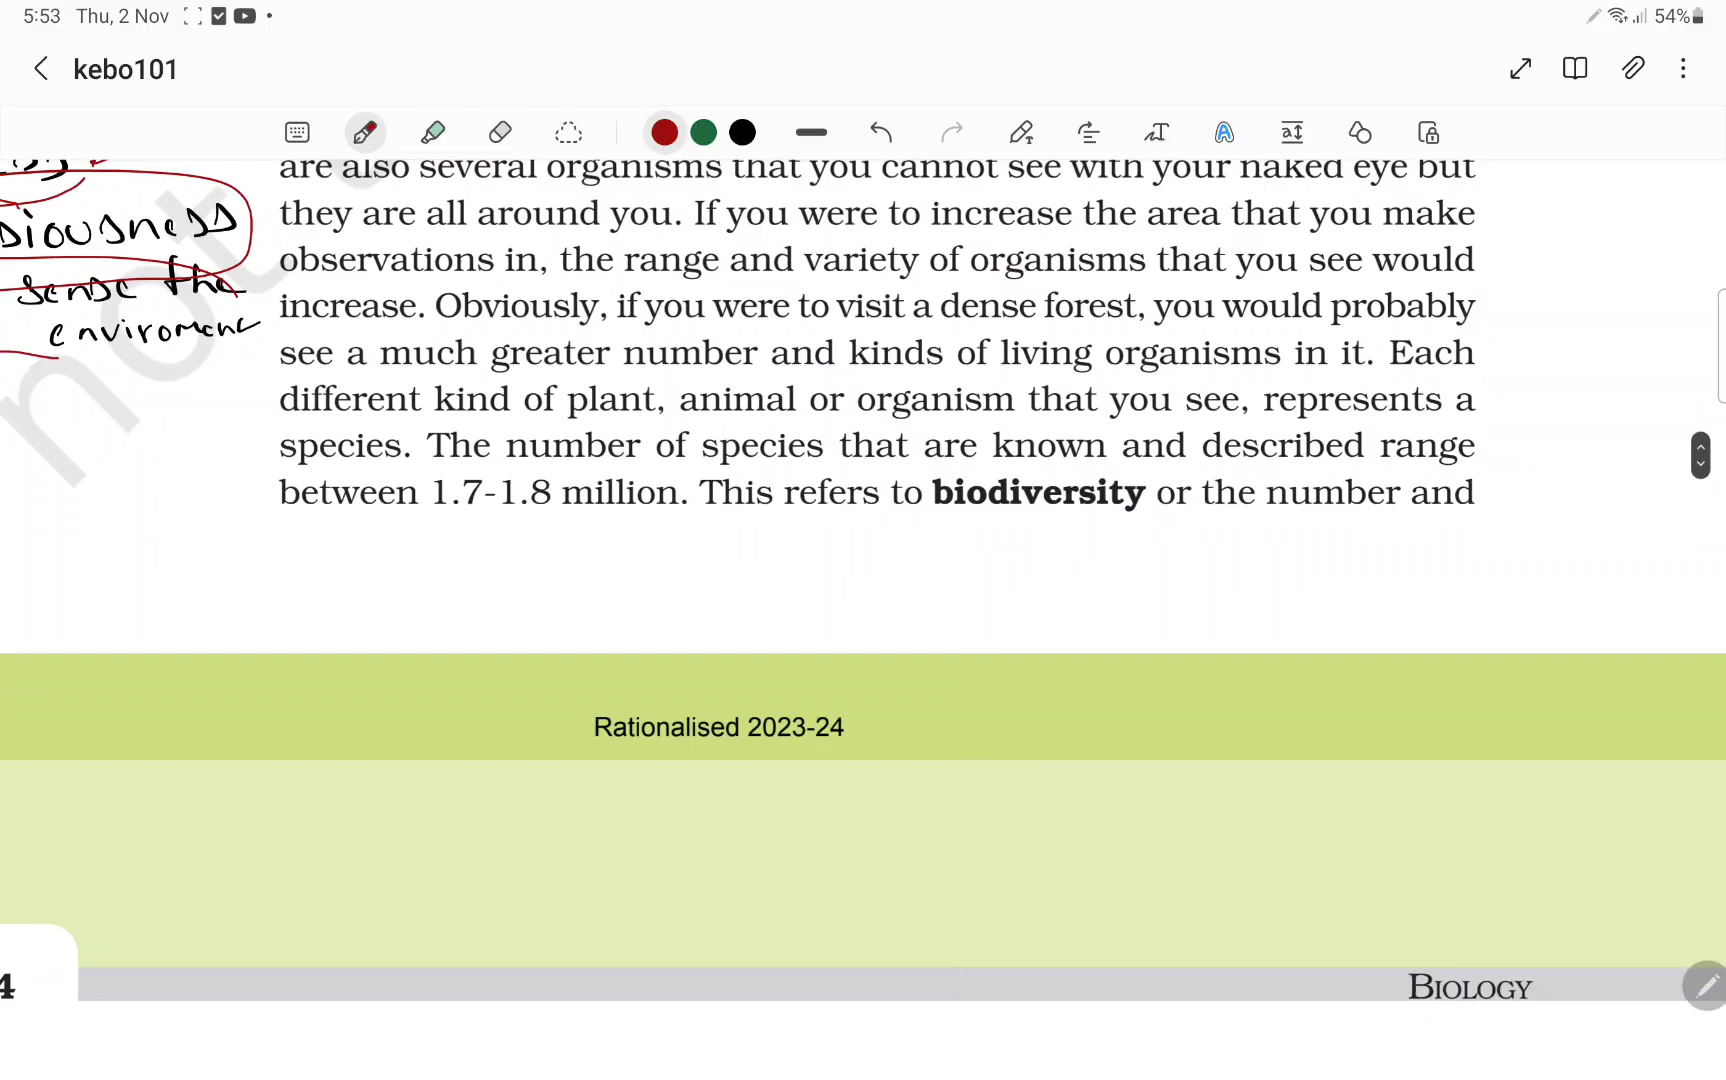 5:53 Thu, 2 Nov
54%
kebo101
are also several organisms that you cannot see with your naked eye but
they are all around you. If you were to increase the area that you make
observations in, the range and variety of organisms that you see would
increase. Obviously, if you were to visit a dense forest, you would probably
see a much greater number and kinds of living organisms in it. Each
different kind of plant, animal or organism that you see, represents a
species. The number of species that are known and described range
between 1.7-1.8 million. This refers to biodiversity or the number and
siousness
sense the
enviroment
not
Rationalised 2023-24
4
BIOLOGY